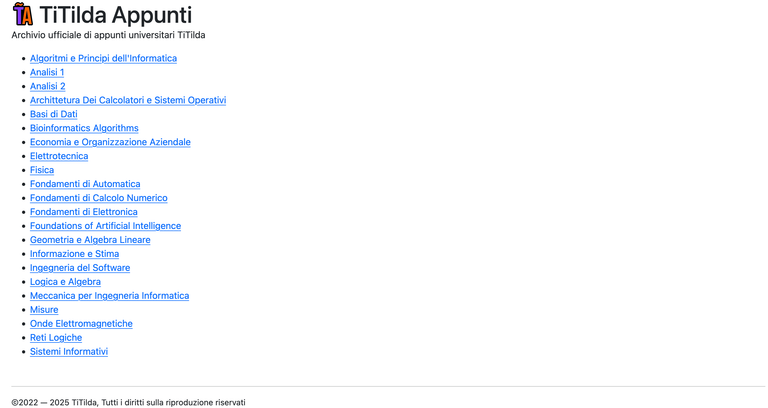 TA TiTilda Appunti
Archivio ufficiale di appunti universitari TiTilda
Algoritmi e Principi dell'Informatica
Analisi 1
Analisi 2
Archittetura Dei Calcolatori e Sistemi Operativi
Basi di Dati
Bioinformatics Algorithms
Economia e Organizzazione Aziendale
Elettrotecnica
Fisica
Fondamenti di Automatica
Fondamenti di Calcolo Numerico
Fondamenti di Elettronica
Foundations of Artificial Intelligence
Geometria e Algebra Lineare
Informazione e Stima
Ingegneria del Software
Logica e Algebra
Meccanica per Ingegneria Informatica
Misure
Onde Elettromagnetiche
Reti Logiche
Sistemi Informativi
©2022 — 2025 TiTilda, Tutti i diritti sulla riproduzione riservati